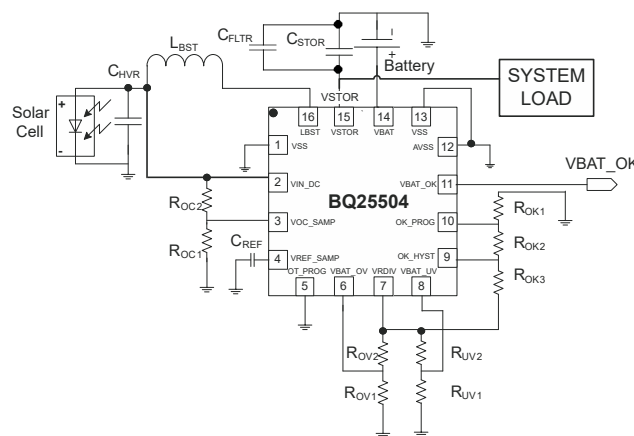 CFLTR
CSTOR
-
+
Battery
LBST
CHVR
VSTOR
SYSTEM
LOAD
Solar
Cell
+
-
16
15
14
13
LBST
VSTOR
VBAT
VSS
1
VSS
AVSS
12
2
VIN_DC
BQ25504
VBAT_OK
11
VBAT_OK
ROC2
3
VOC_SAMP
OK_PROG
10
ROK1
ROK2
ROC1
CREF
4
VREF_SAMP
OK_HYST
9
ROK3
OT_PROG
VBAT_OV
VRDIV
VBAT_UV
5
6
7
8
ROV2
RUV2
ROV1
RUV1